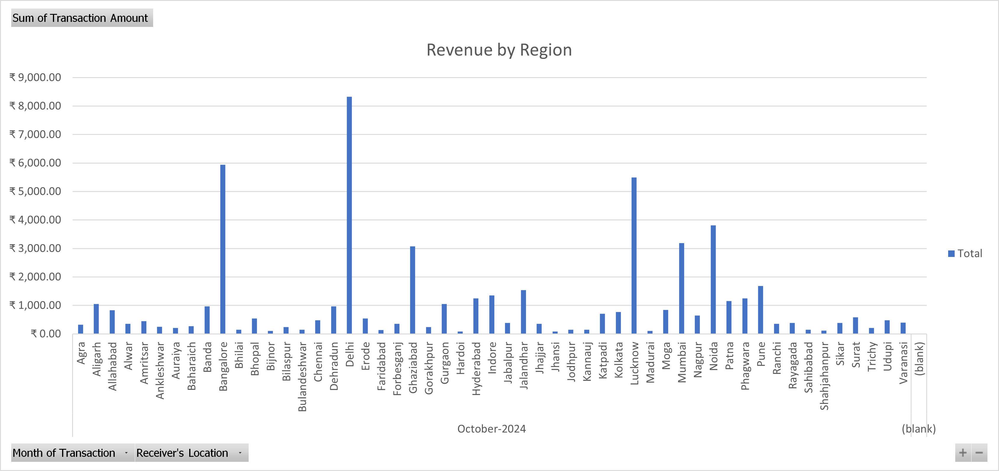 Sum of Transaction Amount
Revenue by Region
₹ 9,000.00
₹ 8,000.00
₹ 7,000.00
₹ 6,000.00
₹ 5,000.00
₹ 4,000.00
₹ 3,000.00
₹ 2,000.00
₹ 1,000.00
₹ 0.00
Total
Agra
Aligarh
Allahabad
Alwar
Amritsar
Ankleshwar
Auraiya
Baharaich
Banda
Bangalore
Bhilai
Bhopal
Bijnor
Bilaspur
Bulandeshwar
Chennai
Dehradun
Delhi
Erode
Faridabad
Forbesganj
Ghaziabad
Gorakhpur
Gurgaon
Hardoi
Hyderabad
Indore
Jabalpur
Jalandhar
Jhajjar
Jhansi
Jodhpur
Kannauj
Katpadi
Kolkata
Lucknow
Madurai
Moga
Mumbai
Nagpur
Noida
Patna
Phagwara
Pune
Ranchi
Rayagada
Sahibabad
Shahjahanpur
Sikar
Surat
Trichy
Udupi
Varanasi
(blank)
October-2024
(blank)
Month of Transaction
Receiver's Location
+ −